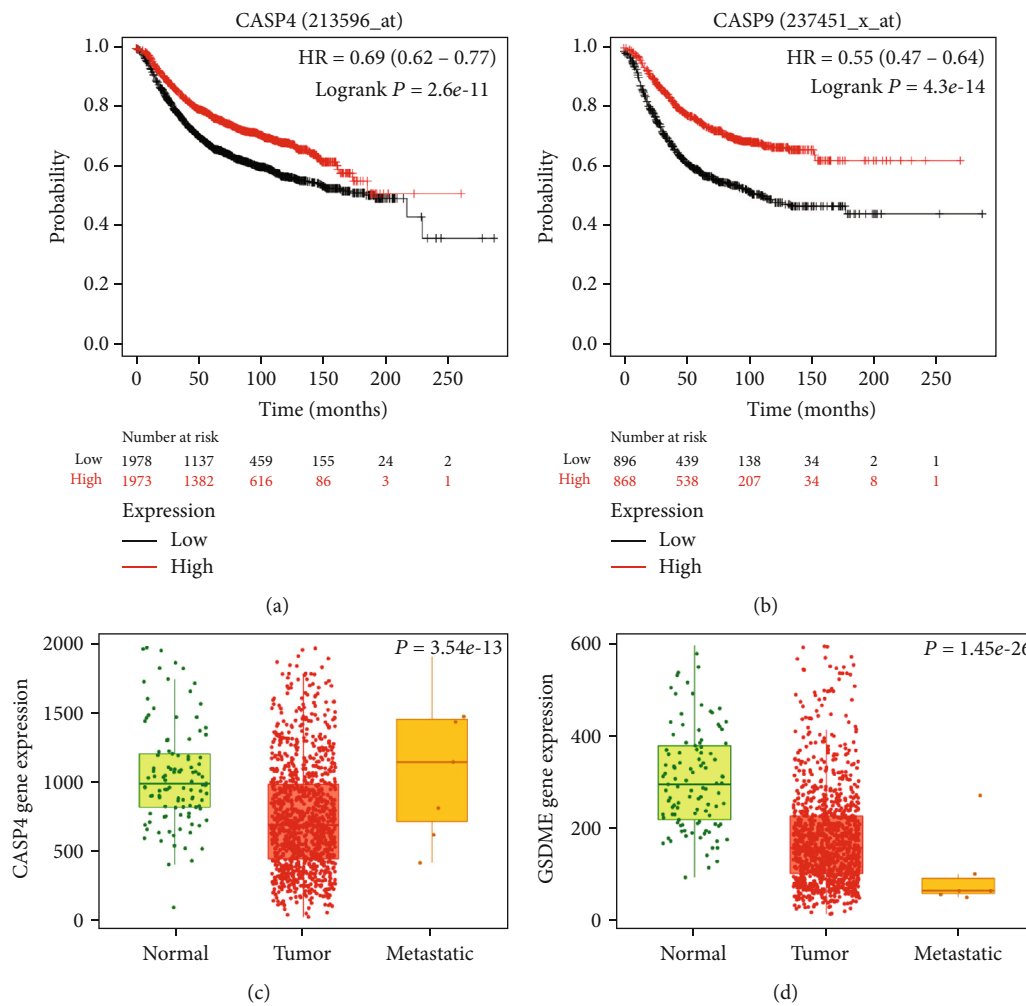 CASP4 (213596_at)
HR = 0.69 (0.62 – 0.77)
Logrank P = 2.6e-11
Probability
1.0
0.8
0.6
0.4
0.2
0.0
0 50 100 150 200 250
Time (months)
Number at risk
Low 1978 1137 459 155 24 2
High 1973 1382 616 86 3 1
Expression
Low
High
(a)
CASP9 (237451_x_at)
HR = 0.55 (0.47 – 0.64)
Logrank P = 4.3e-14
Probability
1.0
0.8
0.6
0.4
0.2
0.0
0 50 100 150 200 250
Time (months)
Number at risk
Low 896 439 138 34 2 1
High 868 538 207 34 8 1
Expression
Low
High
(b)
P = 3.54e-13
CASP4 gene expression
2000
1500
1000
500
0
Normal Tumor Metastatic
(c)
P = 1.45e-26
GSDME gene expression
600
400
200
0
Normal Tumor Metastatic
(d)